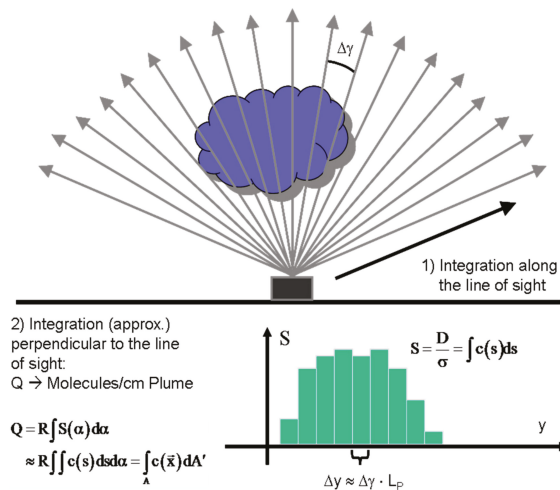 Δγ
1) Integration along
the line of sight
2) Integration (approx.)
perpendicular to the line
of sight:
Q → Molecules/cm Plume
Q = R∫S(α)dα
≈ R∫∫c(s)dsdα = ∫c(x⃗)dA′
A
S
S = D/σ = ∫c(s)ds
y
Δy ≈ Δγ · Lₚ